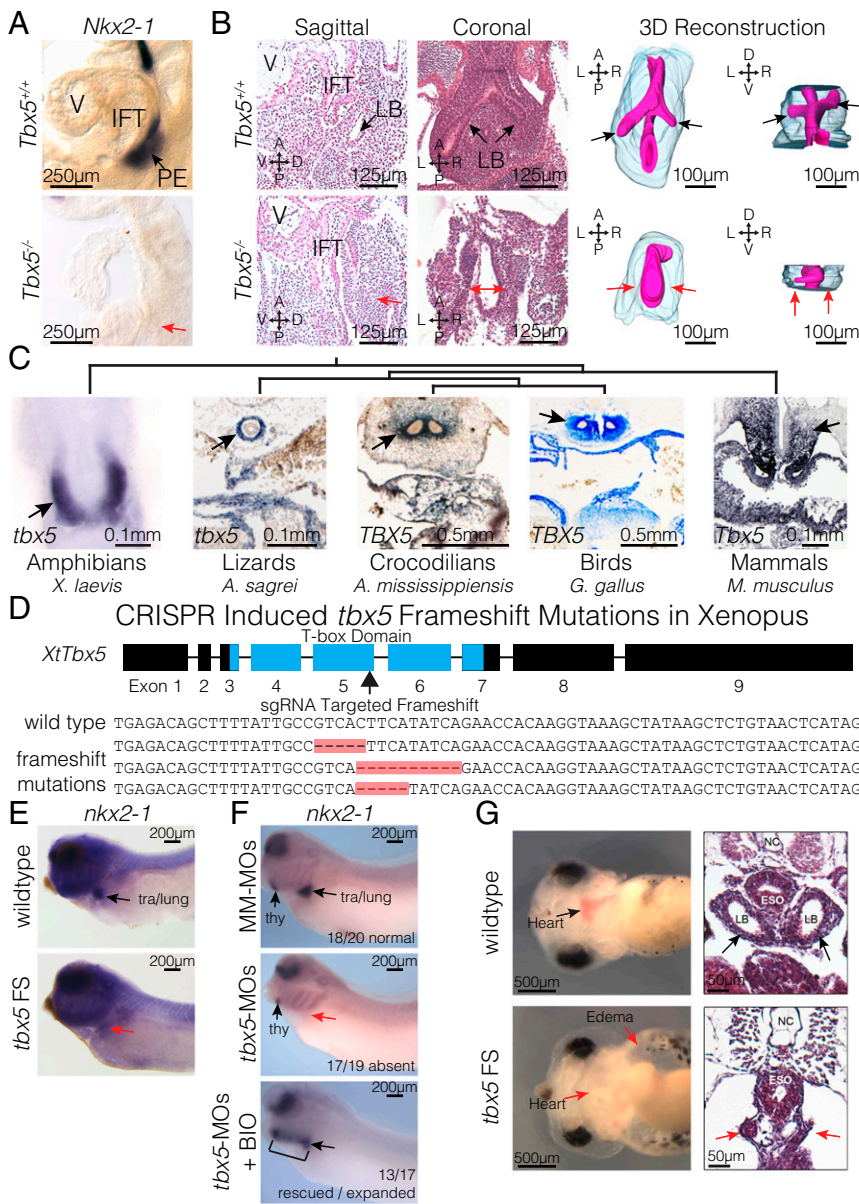 A
Nkx2-1
Tbx5+/+
V
IFT
PE
250µm
Tbx5-/-
250µm
B
Sagittal
Coronal
3D Reconstruction
Tbx5+/+
V
IFT
LB
A
V D
P
125µm
LB
A
L R
P
125µm
A
L R
P
100µm
D
L R
V
100µm
Tbx5-/-
V
IFT
A
V D
P
125µm
A
L R
P
125µm
A
L R
P
100µm
D
L R
V
100µm
C
tbx5
0.1mm
tbx5
0.1mm
TBX5
0.5mm
TBX5
0.5mm
Tbx5
0.1mm
Amphibians
X. laevis
Lizards
A. sagrei
Crocodilians
A. mississippiensis
Birds
G. gallus
Mammals
M. musculus
D
CRISPR Induced tbx5 Frameshift Mutations in Xenopus
T-box Domain
XtTbx5
Exon 1 2 3 4 5 6 7 8 9
sgRNA Targeted Frameshift
wild type TGAGACAGCTTTTATTGCCGTCACTTCATATCAGAACCACAAGGTAAAGCTATAAGCTCTGTAACTCATAG
frameshift mutations
TGAGACAGCTTTTATTGCC-----TTCATATCAGAACCACAAGGTAAAGCTATAAGCTCTGTAACTCATAG
TGAGACAGCTTTTATTGCCGTCA----------GAACCACAAGGTAAAGCTATAAGCTCTGTAACTCATAG
TGAGACAGCTTTTATTGCCGTCA-----TATCAGAACCACAAGGTAAAGCTATAAGCTCTGTAACTCATAG
E
nkx2-1
wildtype
200µm
tra/lung
tbx5 FS
200µm
F
nkx2-1
MM-MOs
200µm
thy
tra/lung
18/20 normal
tbx5-MOs
200µm
thy
17/19 absent
tbx5-MOs
+ BIO
200µm
13/17
rescued / expanded
G
wildtype
Heart
500µm
NC
ESO
LB
LB
50µm
tbx5 FS
Edema
Heart
500µm
NC
ESO
50µm